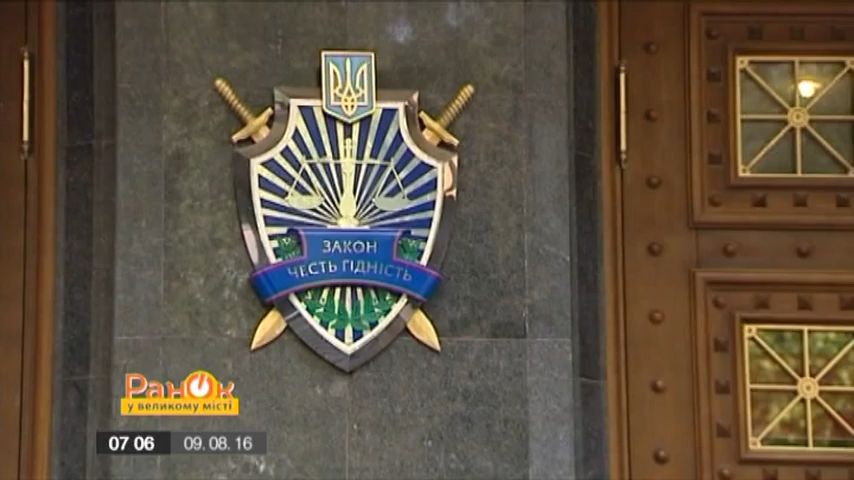 ЗАКОН
ЧЕСТЬ ГІДНІСТЬ
Ранок
у великому місті
07 06 09. 08. 16